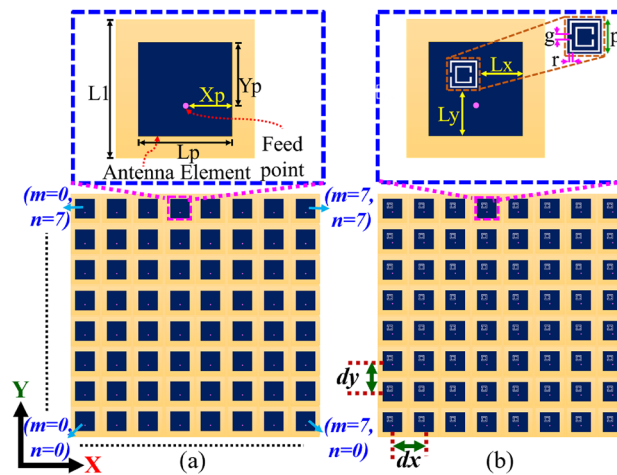 L1
Xp
Yp
Lp
Feed
point
Antenna Element
g
r
p
Lx
Ly
(m=0,
n=7)
(m=7,
n=7)
dy
Y
(m=0,
n=0)
X
(a)
(m=7,
n=0)
dx
(b)